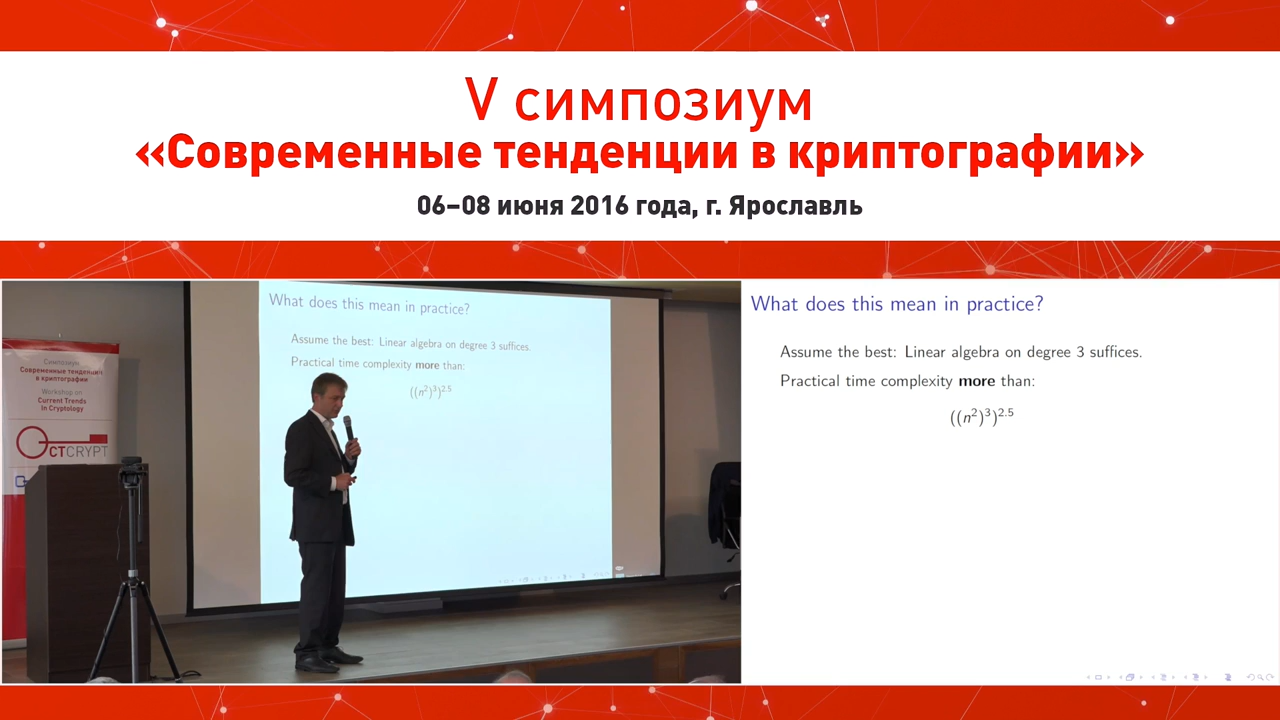 V симпозиум
«Современные тенденции в криптографии»
06–08 июня 2016 года, г. Ярославль
Симпозиум
Современные тенденции
в криптографии
Workshop on
Current Trends
in Cryptology
CTCRYPT
What does this mean in practice?
Assume the best: Linear algebra on degree 3 suffices.
Practical time complexity more than:
((n²)³)^2.5
What does this mean in practice?
Assume the best: Linear algebra on degree 3 suffices.
Practical time complexity more than:
((n²)³)^2.5